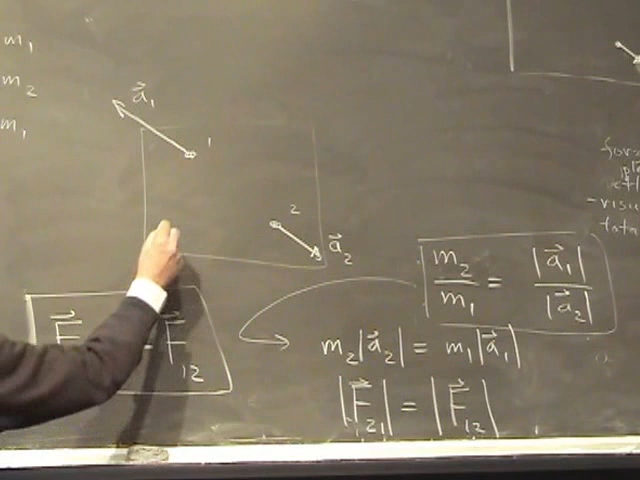 m₁
m₂
m₁
a⃗₁
1
2
a⃗₂
m₂/m₁ = |a⃗₁|/|a⃗₂|
m₂|a⃗₂| = m₁|a⃗₁|
|F⃗₂₁| = |F⃗₁₂|
F⃗ = F⃗₁₂